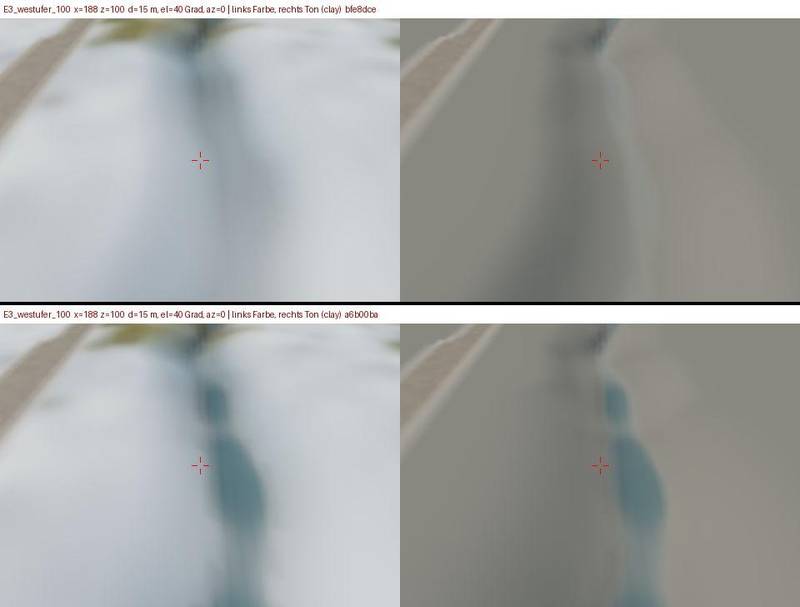 E3_westufer_100 x=188 z=100 d=15 m, el=40 Grad, az=0 | links Farbe, rechts Ton (clay) bfe8dce
E3_westufer_100 x=188 z=100 d=15 m, el=40 Grad, az=0 | links Farbe, rechts Ton (clay) a6b00ba